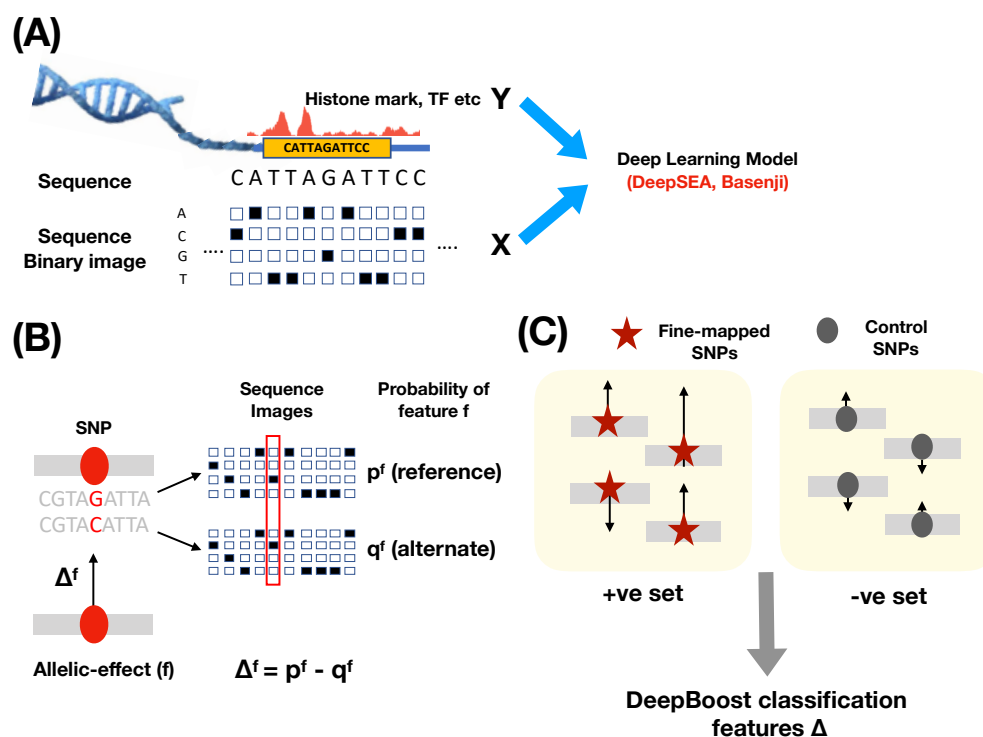 (A)
Histone mark, TF etc Y
CATTAGATTCC
Deep Learning Model
(DeepSEA, Basenji)
Sequence
C A T T A G A T T C C
A
C
G
T
Sequence
Binary image
....
....
X
(B)
SNP
Sequence
Images
Probability of
feature f
CGTAGATTA
CGTACATTA
pᶠ (reference)
qᶠ (alternate)
Δᶠ
Allelic-effect (f)
Δᶠ = pᶠ - qᶠ
(C)
Fine-mapped
SNPs
Control
SNPs
+ve set
-ve set
DeepBoost classification
features Δ